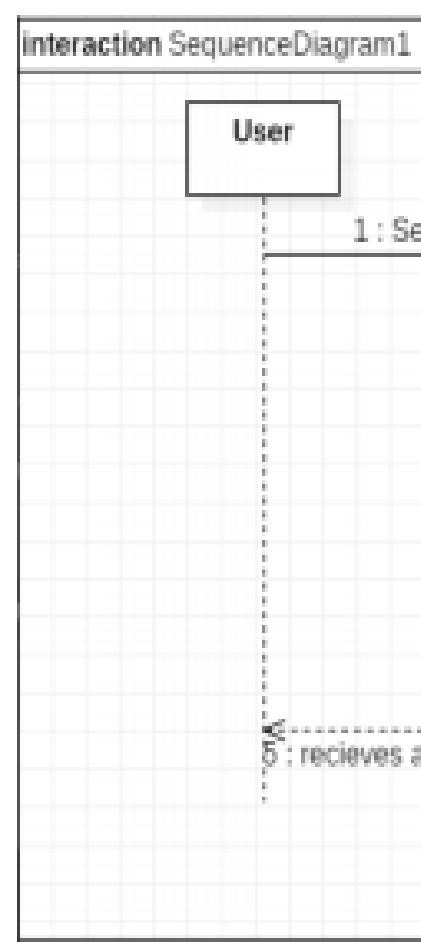 interaction SequenceDiagram1
User
1 : Se
5 : recieves a